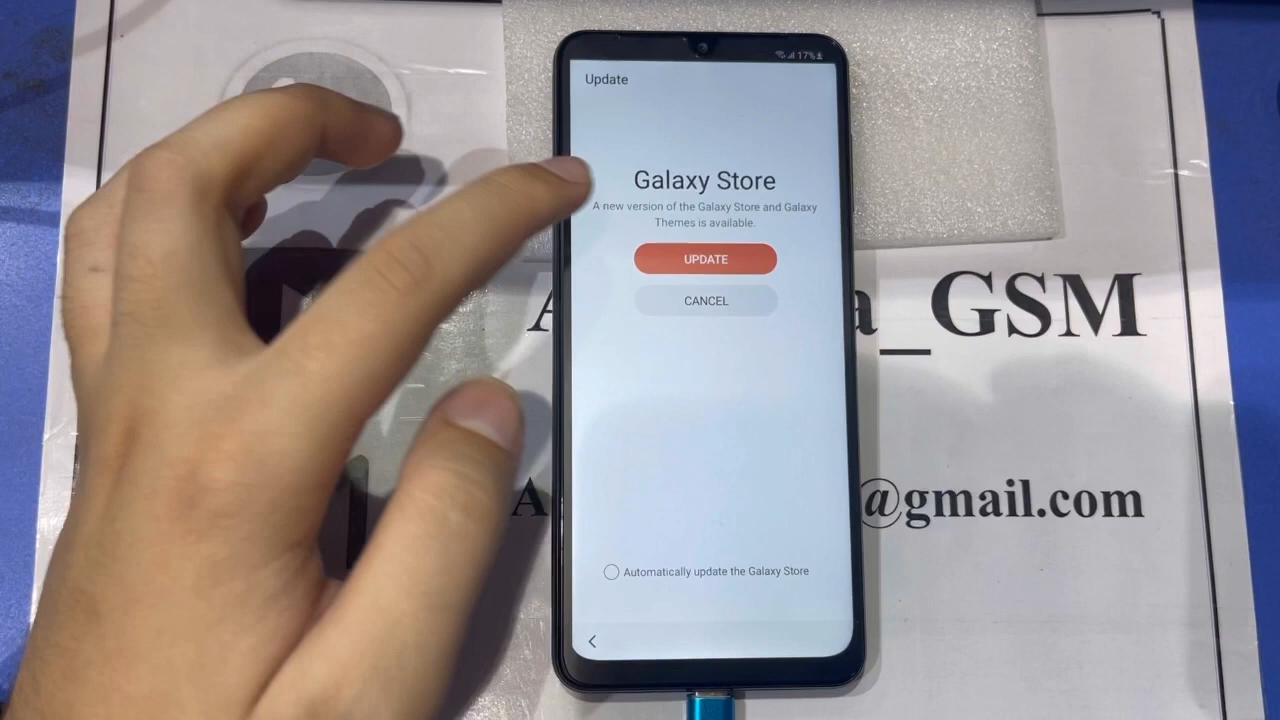 17%
Update
Galaxy Store
A new version of the Galaxy Store and Galaxy
Themes is available.
UPDATE
CANCEL
A
a_GSM
A
@gmail.com
Automatically update the Galaxy Store